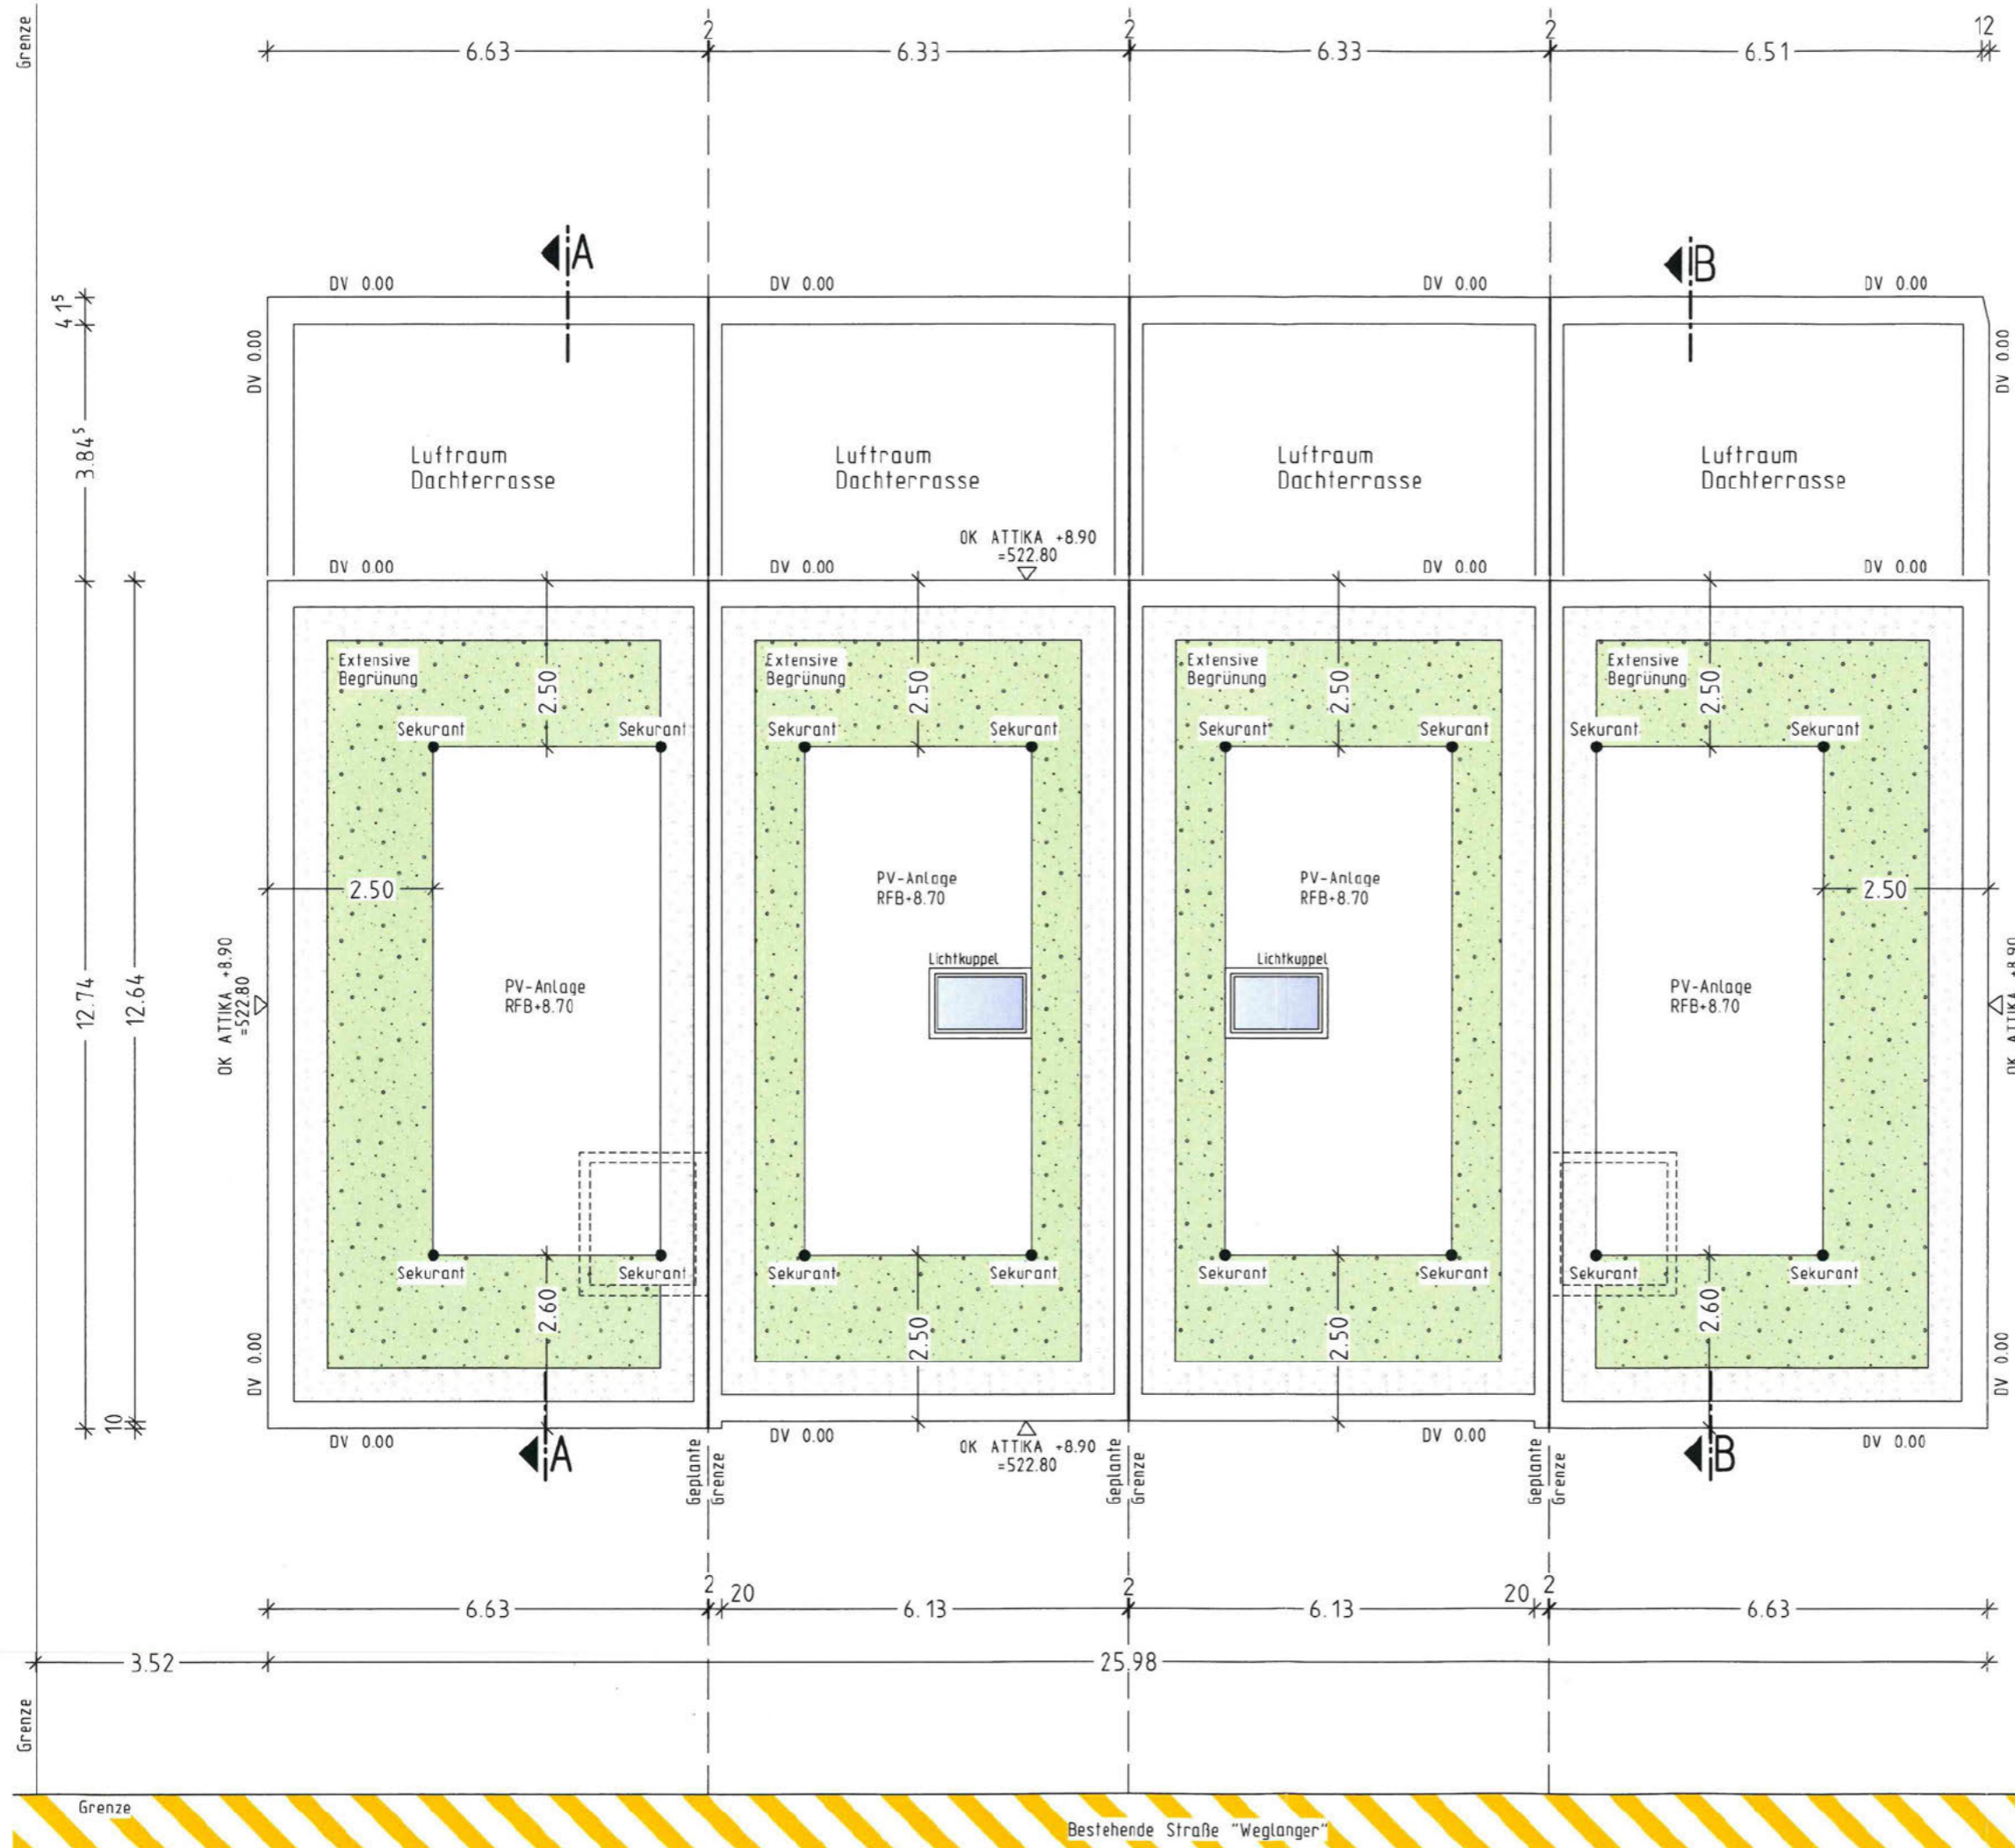 Grenze
2
2
2
12
6.63
6.33
6.33
6.51
A
B
DV 0.00
DV 0.00
DV 0.00
DV 0.00
41⁵
3.84⁵
DV 0.00
DV 0.00
Luftraum
Dachterrasse
Luftraum
Dachterrasse
Luftraum
Dachterrasse
Luftraum
Dachterrasse
OK ATTIKA +8.90
=522.80
DV 0.00
DV 0.00
DV 0.00
DV 0.00
Extensive
Begrünung
2.50
Extensive
Begrünung
2.50
Extensive
Begrünung
2.50
Extensive
Begrünung
2.50
Sekurant
Sekurant
Sekurant
Sekurant
Sekurant
Sekurant
Sekurant
Sekurant
2.50
PV-Anlage
RFB+8.70
PV-Anlage
RFB+8.70
2.50
12.74
12.64
OK ATTIKA +8.90
=522.80
PV-Anlage
RFB+8.70
Lichtkuppel
Lichtkuppel
PV-Anlage
RFB+8.70
OK ATTIKA +8.90
Sekurant
Sekurant
Sekurant
Sekurant
Sekurant
Sekurant
Sekurant
Sekurant
2.60
2.50
2.50
2.60
DV 0.00
DV 0.00
10
DV 0.00
A
DV 0.00
OK ATTIKA +8.90
=522.80
DV 0.00
B
DV 0.00
Geplante
Grenze
Geplante
Grenze
Geplante
Grenze
2
20
2
20
2
6.63
6.13
6.13
6.63
3.52
25.98
Grenze
Grenze
Bestehende Straße "Weglanger"